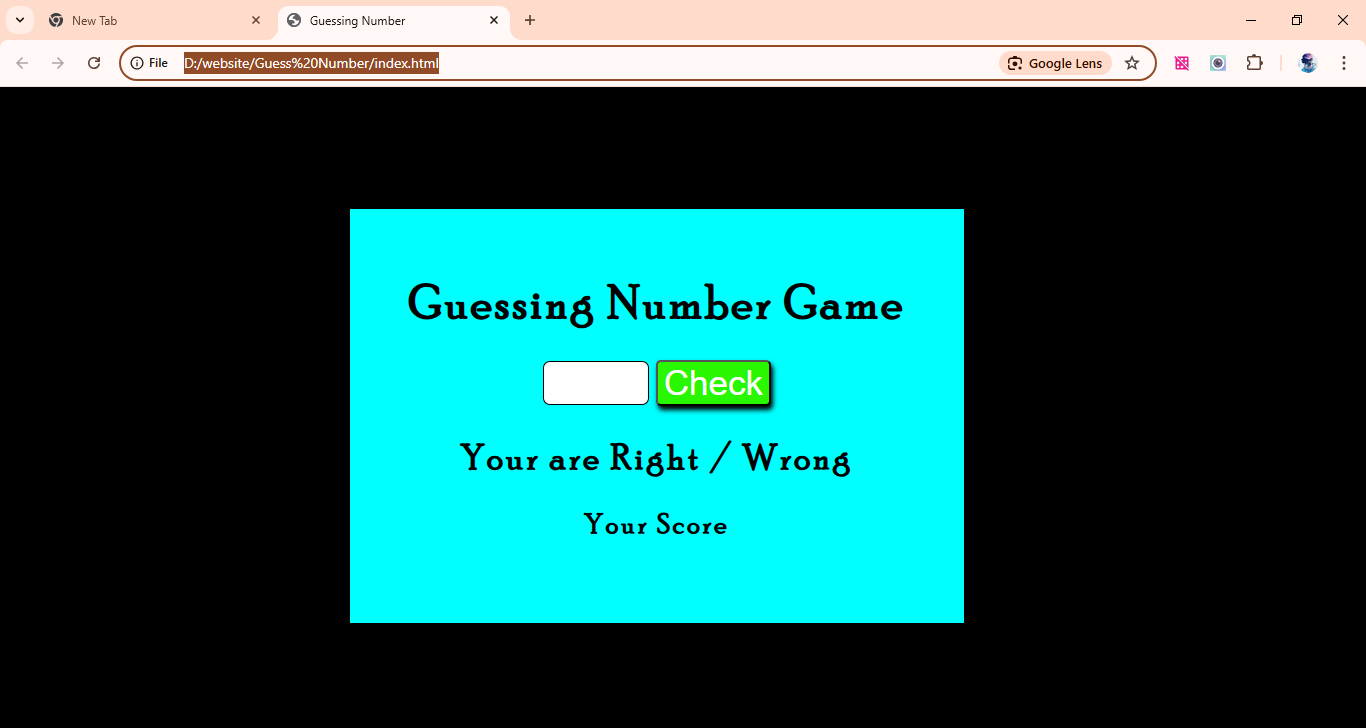 New Tab
Guessing Number
File D:/website/Guess%20Number/index.html Google Lens
Guessing Number Game
Check
Your are Right / Wrong
Your Score